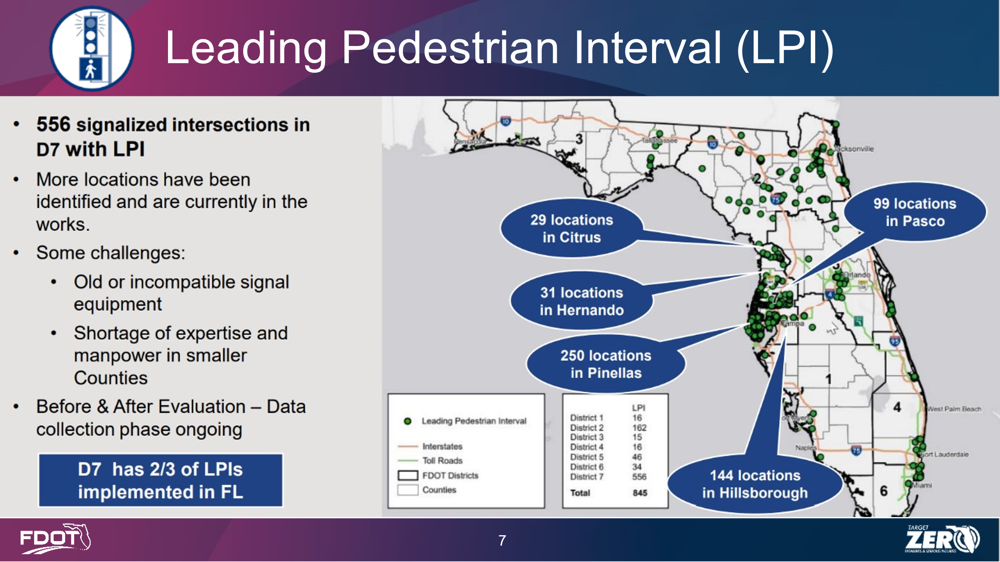 Leading Pedestrian Interval (LPI)
• 556 signalized intersections in
D7 with LPI
• More locations have been
identified and are currently in the
works.
• Some challenges:
• Old or incompatible signal
equipment
• Shortage of expertise and
manpower in smaller
Counties
• Before & After Evaluation – Data
collection phase ongoing
D7 has 2/3 of LPIs
implemented in FL
10
3
Pensacola
Tallahassee
10
Jacksonville
2
75
99 locations
in Pasco
29 locations
in Citrus
31 locations
in Hernando
250 locations
in Pinellas
Orlando
4
7
Tampa
95
1
4
West Palm Beach
Naples
75
Fort Lauderdale
Miami
6
144 locations
in Hillsborough
Leading Pedestrian Interval
Interstates
Toll Roads
FDOT Districts
Counties
LPI
District 1 16
District 2 162
District 3 15
District 4 16
District 5 46
District 6 34
District 7 556
Total 845
FDOT
7
TARGET
ZERO
FATALITIES & SERIOUS INJURIES